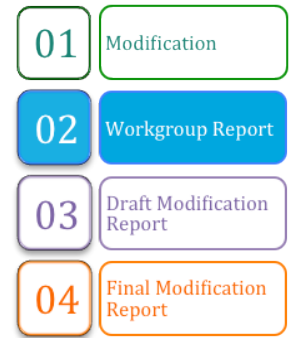 01 Modification
02 Workgroup Report
03 Draft Modification
Report
04 Final Modification
Report